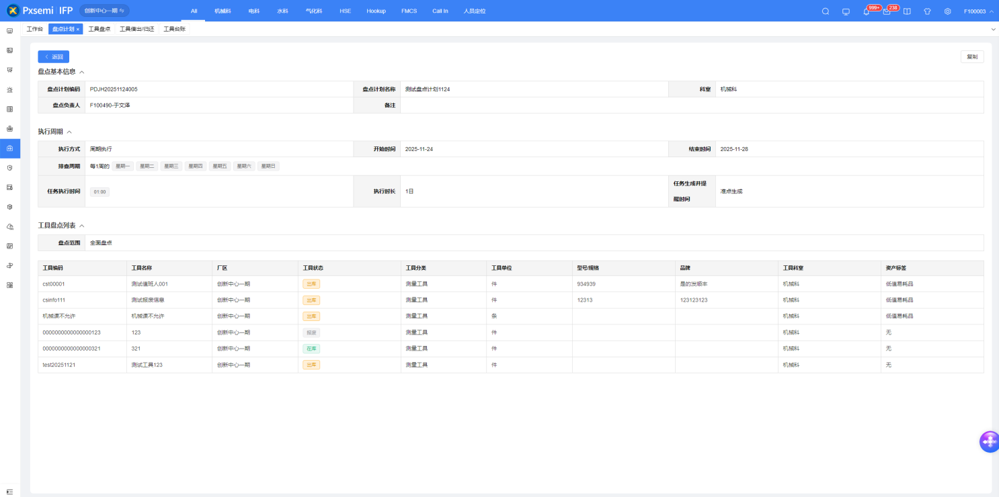 Pxsemi IFP 创新中心一期 All 机械科 电科 水科 气化科 HSE Hookup FMCS Call In 人员定位 999+ 238 F100003
工作台 盘点计划 × 工具盘点 工具借出/归还 工具台账
返回 复制
盘点基本信息
盘点计划编码 PDJH20251124005 盘点计划名称 测试盘点计划1124 科室 机械科
盘点负责人 F100490-于文泽 备注
执行周期
执行方式 周期执行 开始时间 2025-11-24 结束时间 2025-11-28
排查周期 每1周的 星期一 星期二 星期三 星期四 星期五 星期六 星期日
任务执行时间 01:00 执行时长 1日 任务生成并提
醒时间 准点生成
工具盘点列表
盘点范围 全面盘点
工具编码 工具名称 厂区 工具状态 工具分类 工具单位 型号/规格 品牌 工具科室 资产标签
cst00001 测试值班人001 创新中心一期 出库 测量工具 件 934939 是的发顺丰 机械科 低值易耗品
csinfo111 测试报废信息 创新中心一期 出库 测量工具 件 12313 123123123 机械科 低值易耗品
机械课不允许 机械课不允许 创新中心一期 出库 测量工具 条 机械科 低值易耗品
0000000000000000123 123 创新中心一期 报废 测量工具 件 机械科 无
0000000000000000321 321 创新中心一期 在库 测量工具 件 机械科 无
test20251121 测试工具123 创新中心一期 出库 测量工具 件 机械科 无